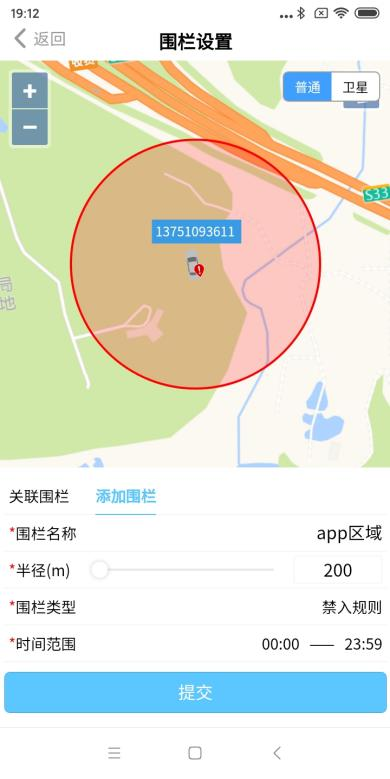 19:12
返回
围栏设置
收费
+
−
普通
卫星
S33
13751093611
关联围栏
添加围栏
*围栏名称
app区域
*半径(m)
200
*围栏类型
禁入规则
*时间范围
00:00 —— 23:59
提交